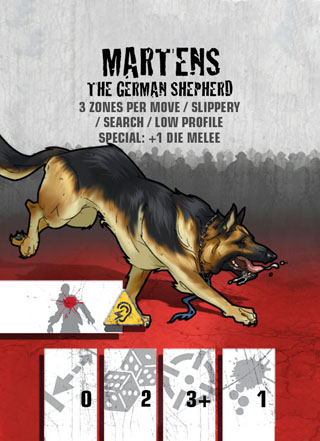 MARTENS
THE GERMAN SHEPHERD
3 ZONES PER MOVE / SLIPPERY
/ SEARCH / LOW PROFILE
SPECIAL: +1 DIE MELEE
0 2 3+ 1